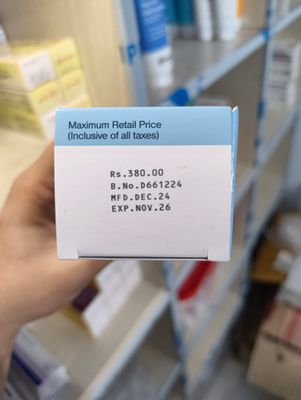 Maximum Retail Price
(Inclusive of all taxes)
Rs.380.00
B.No.D661224
MFD.DEC.24
EXP.NOV.26